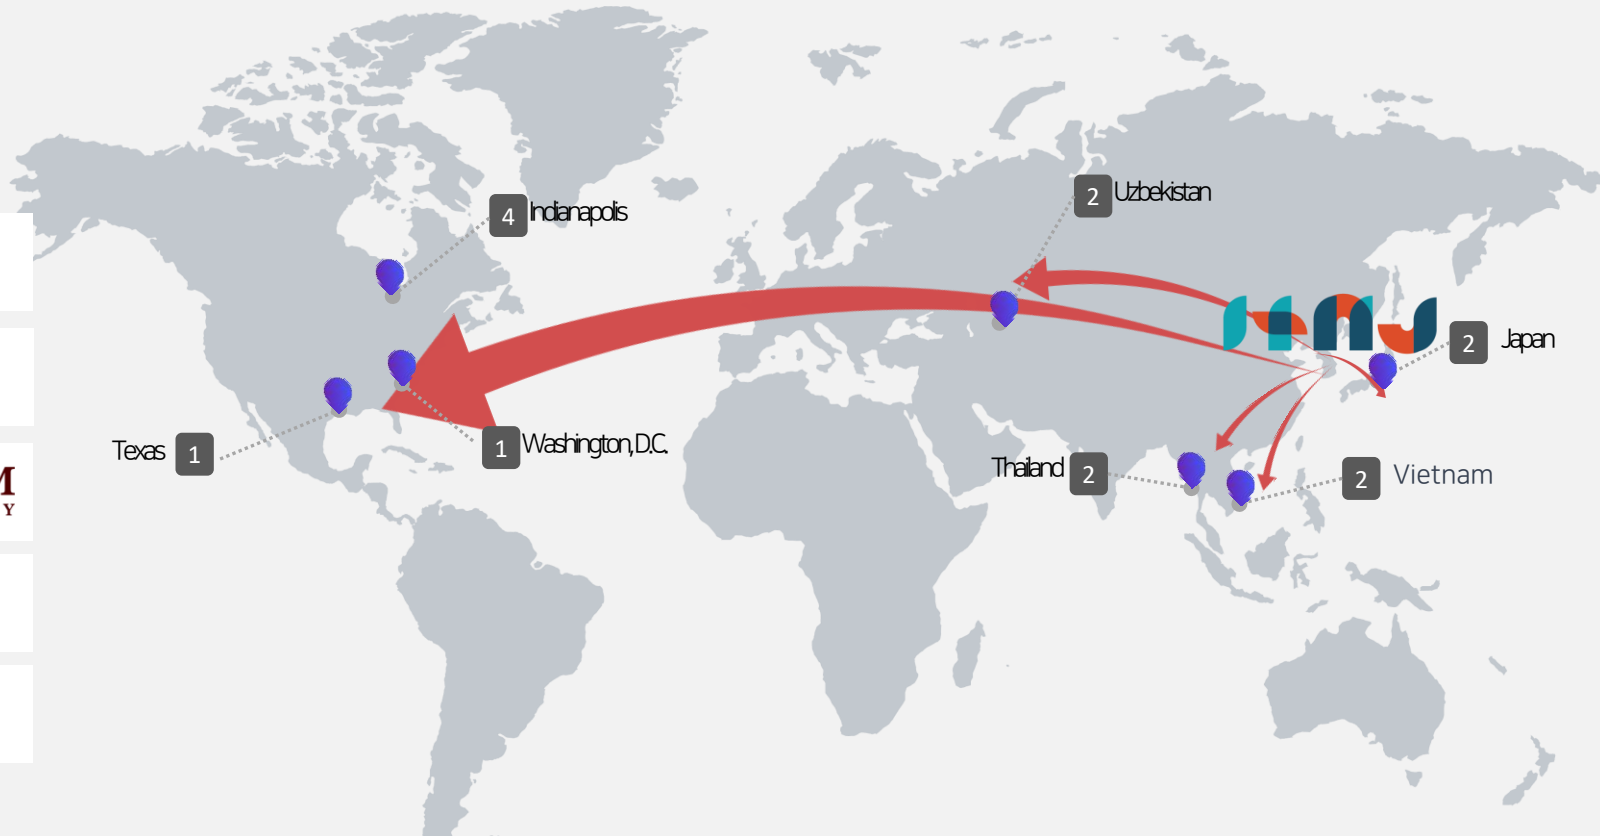 4 Indianapolis
2 Uzbekistan
2 Japan
Texas 1
1 Washington,D.C.
Thailand 2
2 Vietnam
M
Y